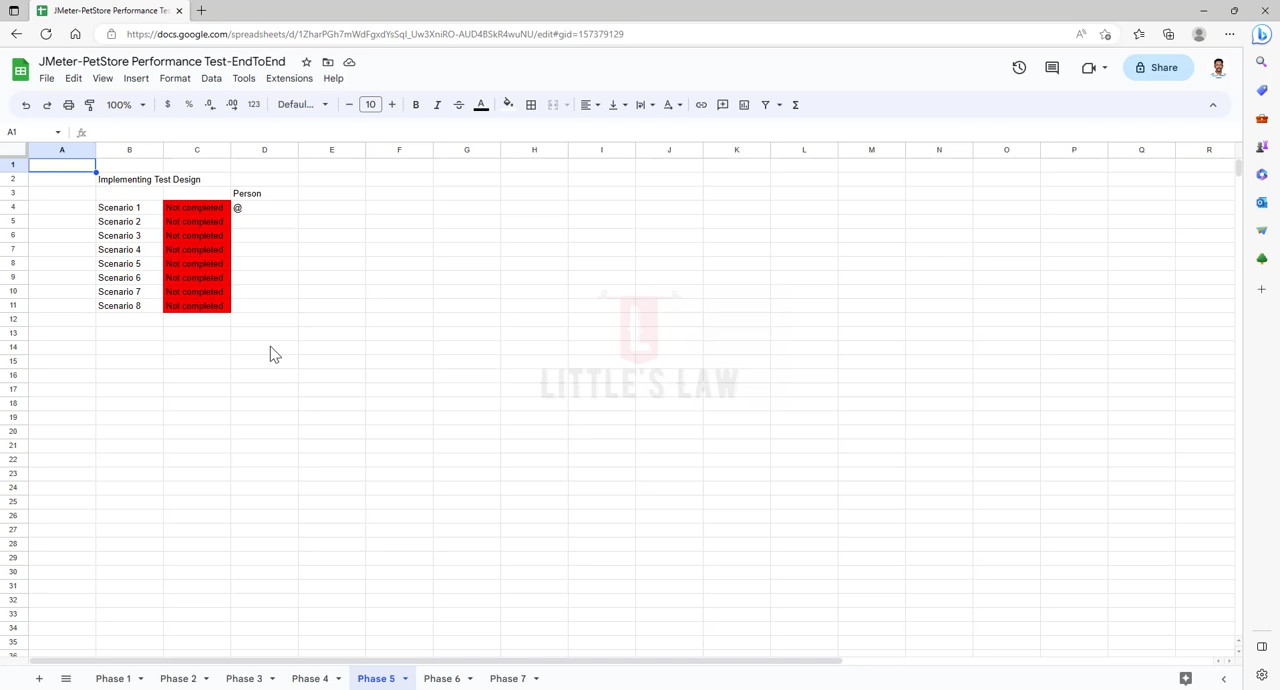 JMeter-PetStore Performance Tes
https://docs.google.com/spreadsheets/d/1ZharPGh7mWdFgxdYsSqI_Uw3XniRO-AUD4BSkR4wuNU/edit#gid=157379129
JMeter-PetStore Performance Test-EndToEnd
File Edit View Insert Format Data Tools Extensions Help
Share
100% $ % .0 .00 123 Defaul... 10 B I A
A1 fx
A B C D E F G H I J K L M N O P Q R
1
2 Implementing Test Design
3 Person
4 Scenario 1 Not completed @
5 Scenario 2 Not completed
6 Scenario 3 Not completed
7 Scenario 4 Not completed
8 Scenario 5 Not completed
9 Scenario 6 Not completed
10 Scenario 7 Not completed
11 Scenario 8 Not completed
12
13
14
15
16
17
18
19
20
21
22
23
24
25
26
27
28
29
30
31
32
33
34
35
LITTLE'S LAW
Phase 1 Phase 2 Phase 3 Phase 4 Phase 5 Phase 6 Phase 7